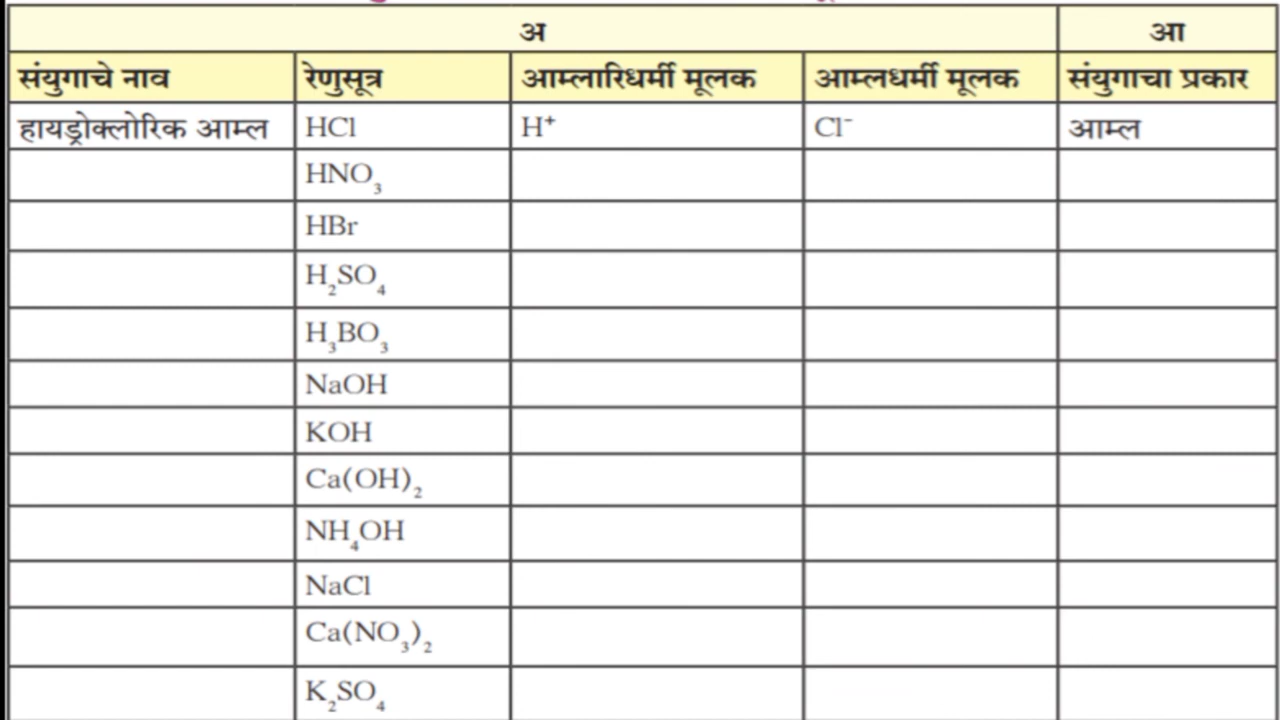 अ आ
संयुगाचे नाव रेणुसूत्र आम्लारिधर्मी मूलक आम्लधर्मी मूलक संयुगाचा प्रकार
हायड्रोक्लोरिक आम्ल HCl H⁺ Cl⁻ आम्ल
HNO₃
HBr
H₂SO₄
H₃BO₃
NaOH
KOH
Ca(OH)₂
NH₄OH
NaCl
Ca(NO₃)₂
K₂SO₄